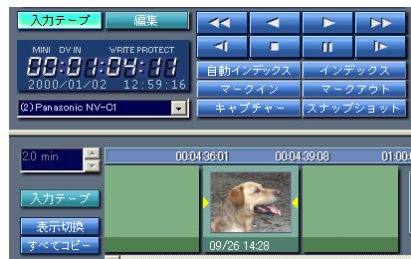 入力テープ 編集
MINI DV IN WRITE PROTECT
2000/01/02 12:59:16
自動インデックス インデックス
マークイン マークアウト
キャプチャー スナップショット
(2) Panasonic NV-C1
2.0 min 00:04:36:01 00:04:39:08 01:00:
入力テープ
表示切換
すべてコピー
09/26 14:28